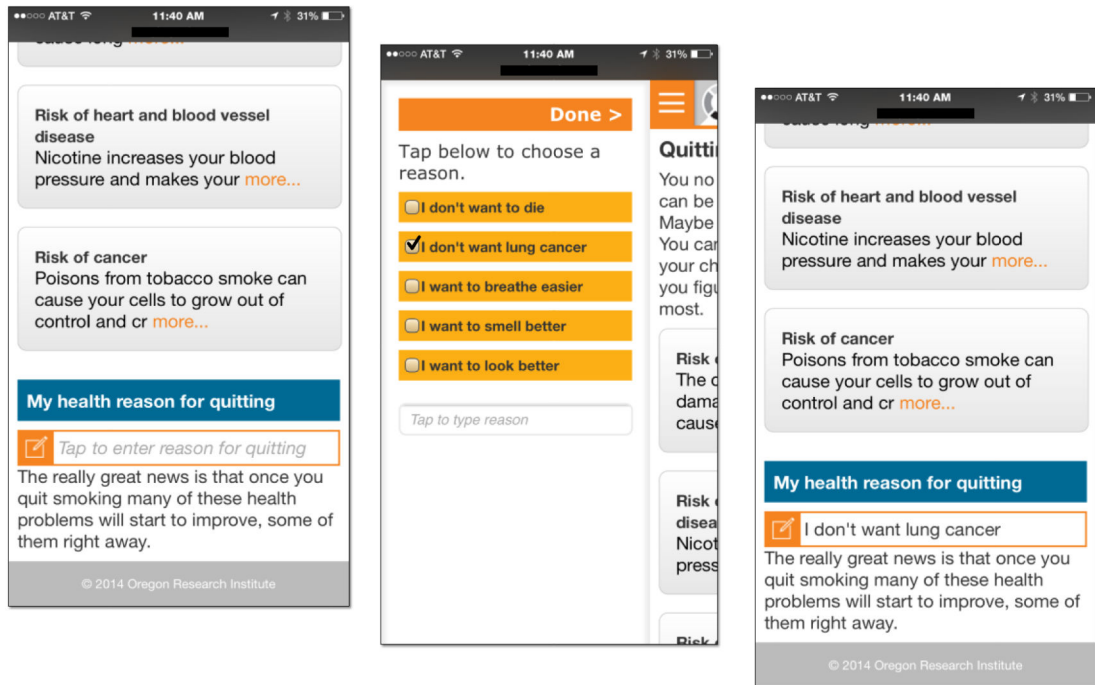 AT&T 11:40 AM 31%
more...
Risk of heart and blood vessel
disease
Nicotine increases your blood
pressure and makes your more...
Risk of cancer
Poisons from tobacco smoke can
cause your cells to grow out of
control and cr more...
My health reason for quitting
Tap to enter reason for quitting
The really great news is that once you
quit smoking many of these health
problems will start to improve, some of
them right away.
© 2014 Oregon Research Institute
AT&T 11:40 AM 31%
Done >
Tap below to choose a
reason.
I don't want to die
I don't want lung cancer
I want to breathe easier
I want to smell better
I want to look better
Tap to type reason
Quitti
You no
can be
Maybe
You can
your ch
you figu
most.
Risk
The
dama
cause
Risk
disea
Nicot
press
Risk
AT&T 11:40 AM 31%
cause long more...
Risk of heart and blood vessel
disease
Nicotine increases your blood
pressure and makes your more...
Risk of cancer
Poisons from tobacco smoke can
cause your cells to grow out of
control and cr more...
My health reason for quitting
I don't want lung cancer
The really great news is that once you
quit smoking many of these health
problems will start to improve, some of
them right away.
© 2014 Oregon Research Institute